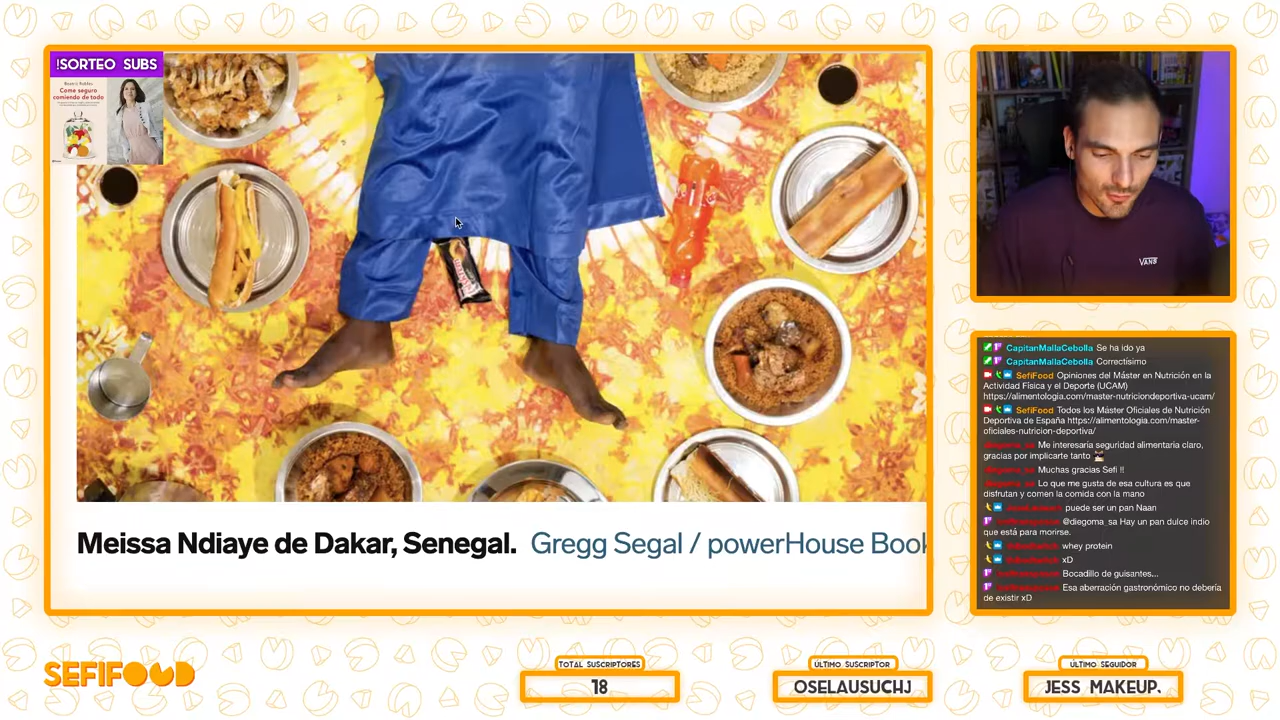 !SORTEO SUBS
Beatriz Robles
Come seguro
comiendo de todo
Meissa Ndiaye de Dakar, Senegal. Gregg Segal / powerHouse Book
VANS
CapitanMallaCebolla Se ha ido ya
CapitanMallaCebolla Correctísimo
SefiFood Opiniones del Máster en Nutrición en la
Actividad Física y el Deporte (UCAM)
https://alimentologia.com/master-nutriciondeportiva-ucam/
SefiFood Todos los Máster Oficiales de Nutrición
Deportiva de España https://alimentologia.com/master-
oficiales-nutricion-deportiva/
Me interesaria seguridad alimentaria claro,
gracias por implicarte tanto
Muchas gracias Sefi !!
Lo que me gusta de esa cultura es que
disfrutan y comen la comida con la mano
puede ser un pan Naan
@diegoma_sa Hay un pan dulce indio
que está para morirse.
whey protein
xD
Bocadillo de guisantes...
Esa aberración gastronómico no debería
de existir xD
SEFIFOOD
TOTAL SUSCRIPTORES
18
ÚLTIMO SUSCRIPTOR
OSELAUSUCHJ
ÚLTIMO SEGUIDOR
JESS MAKEUP.